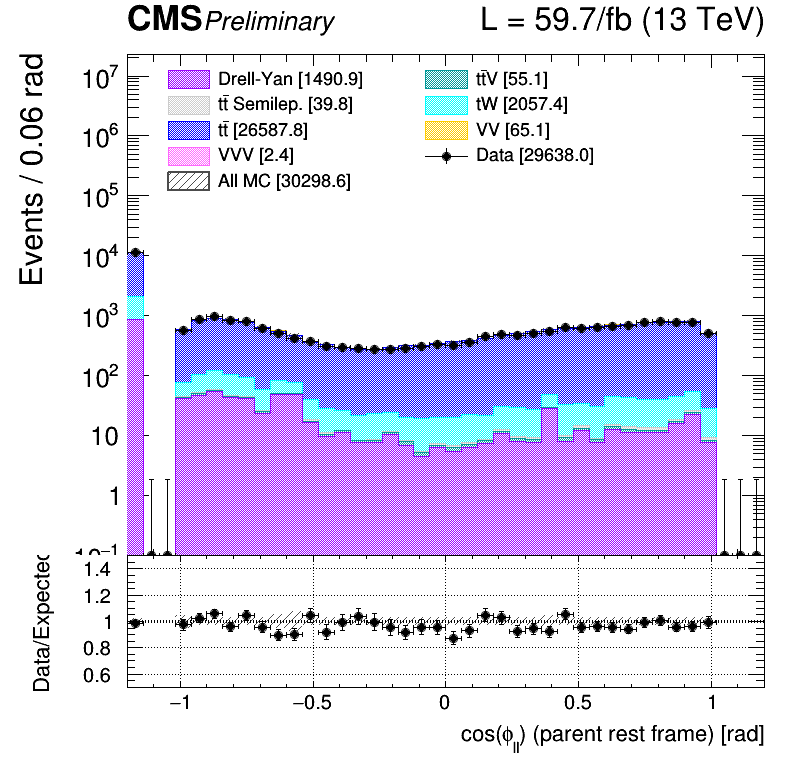 CMS Preliminary L = 59.7/fb (13 TeV)
Events / 0.06 rad
10⁷
10⁶
10⁵
10⁴
10³
10²
10
1
10⁻¹
Drell-Yan [1490.9]
tt̄ Semilep. [39.8]
tt̄ [26587.8]
VVV [2.4]
All MC [30298.6]
tt̄V [55.1]
tW [2057.4]
VV [65.1]
Data [29638.0]
Data/Expected
1.4
1.2
1
0.8
0.6
−1 −0.5 0 0.5 1
cos(ϕ_ll) (parent rest frame) [rad]